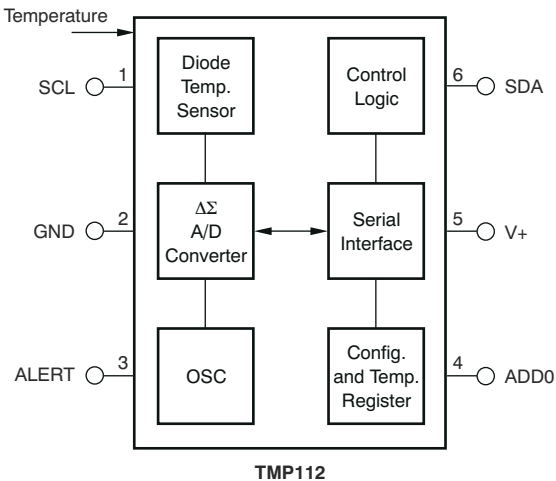 Temperature
1
SCL
Diode
Temp.
Sensor
Control
Logic
6
SDA
2
GND
ΔΣ
A/D
Converter
Serial
Interface
5
V+
3
ALERT
OSC
Config.
and Temp.
Register
4
ADD0
TMP112